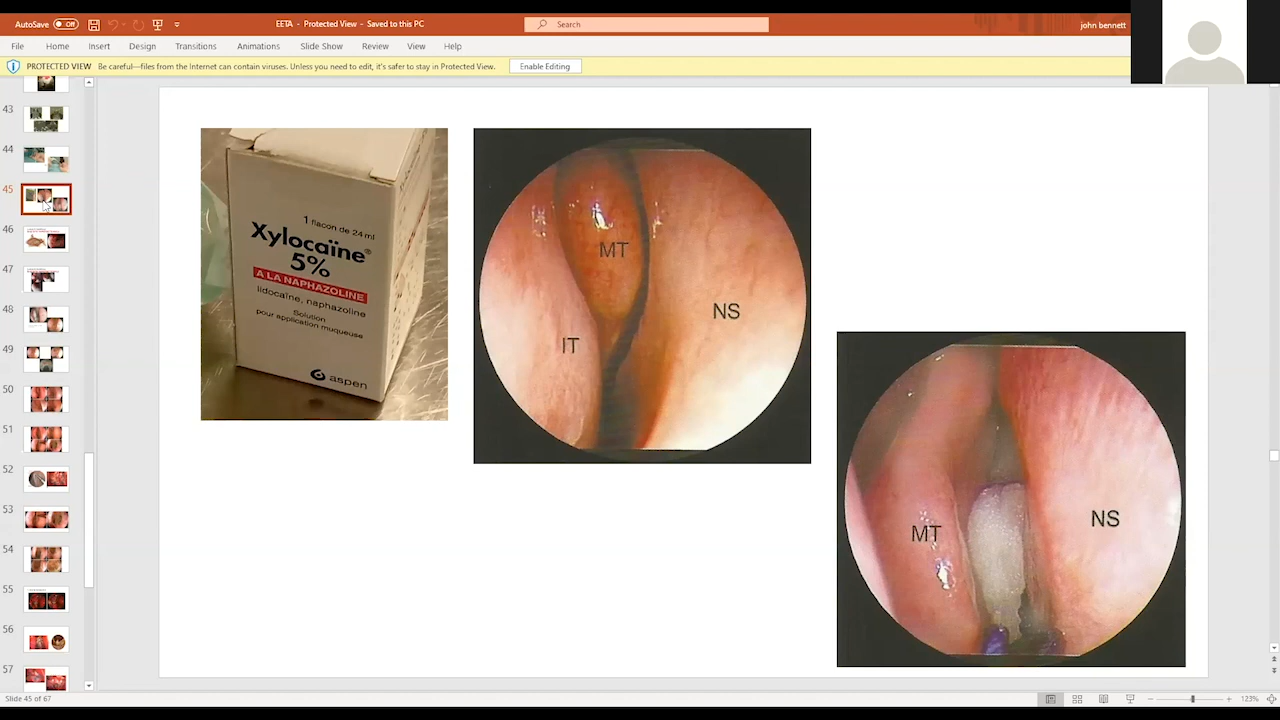 AutoSave Off
EETA - Protected View - Saved to this PC
Search
john bennett
File Home Insert Design Transitions Animations Slide Show Review View Help
PROTECTED VIEW Be careful—files from the Internet can contain viruses. Unless you need to edit, it's safer to stay in Protected View. Enable Editing
43
44
45
46
47
48
49
50
51
52
53
54
55
56
57
1 flacon de 24 ml
Xylocaïne®
5%
A LA NAPHAZOLINE
lidocaïne, naphazoline
Solution
pour application muqueuse
aspen
MT
NS
IT
MT
NS
Slide 45 of 67
123%